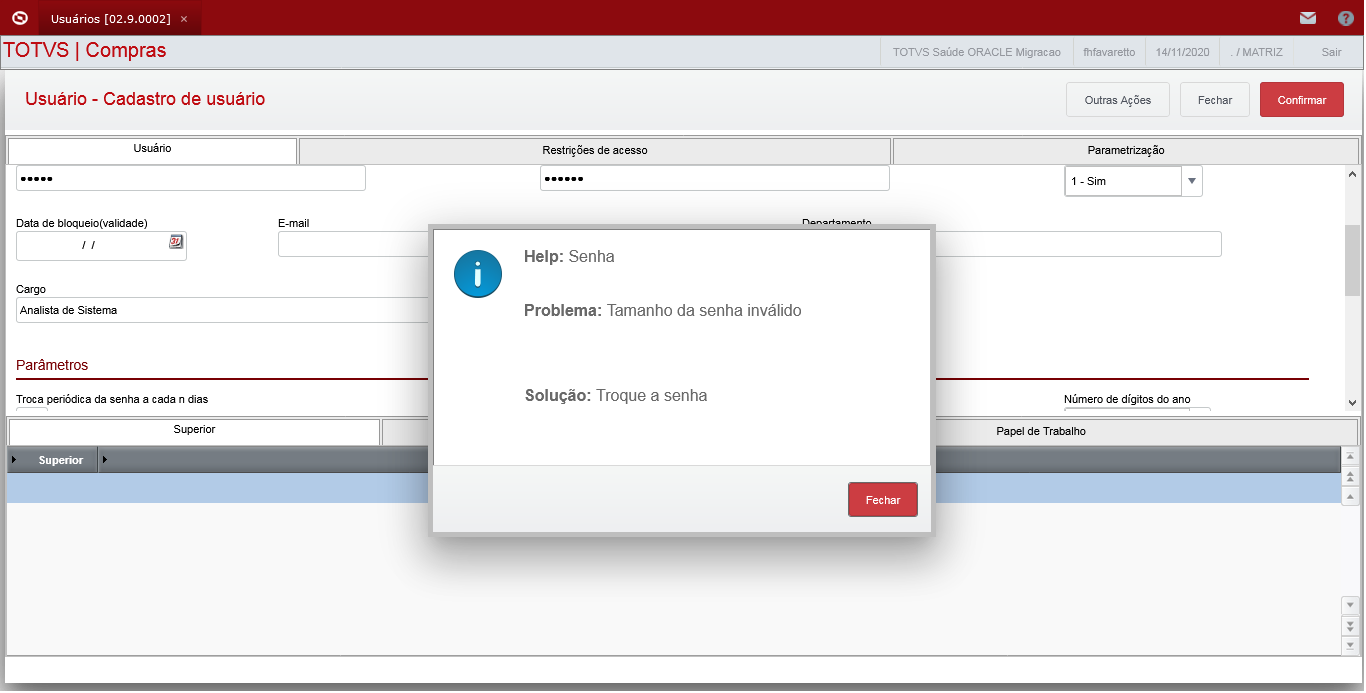 Usuários [02.9.0002] ×
TOTVS | Compras
TOTVS Saúde ORACLE Migracao
fhfavaretto
14/11/2020
. / MATRIZ
Sair
Usuário - Cadastro de usuário
Outras Ações
Fechar
Confirmar
Usuário
Restrições de acesso
Parametrização
•••••
••••••
1 - Sim
Data de bloqueio(validade)
E-mail
Departamento
/ /
Cargo
Analista de Sistema
Help: Senha
Problema: Tamanho da senha inválido
Solução: Troque a senha
Fechar
Parâmetros
Troca periódica da senha a cada n dias
Número de dígitos do ano
Superior
Papel de Trabalho
Superior